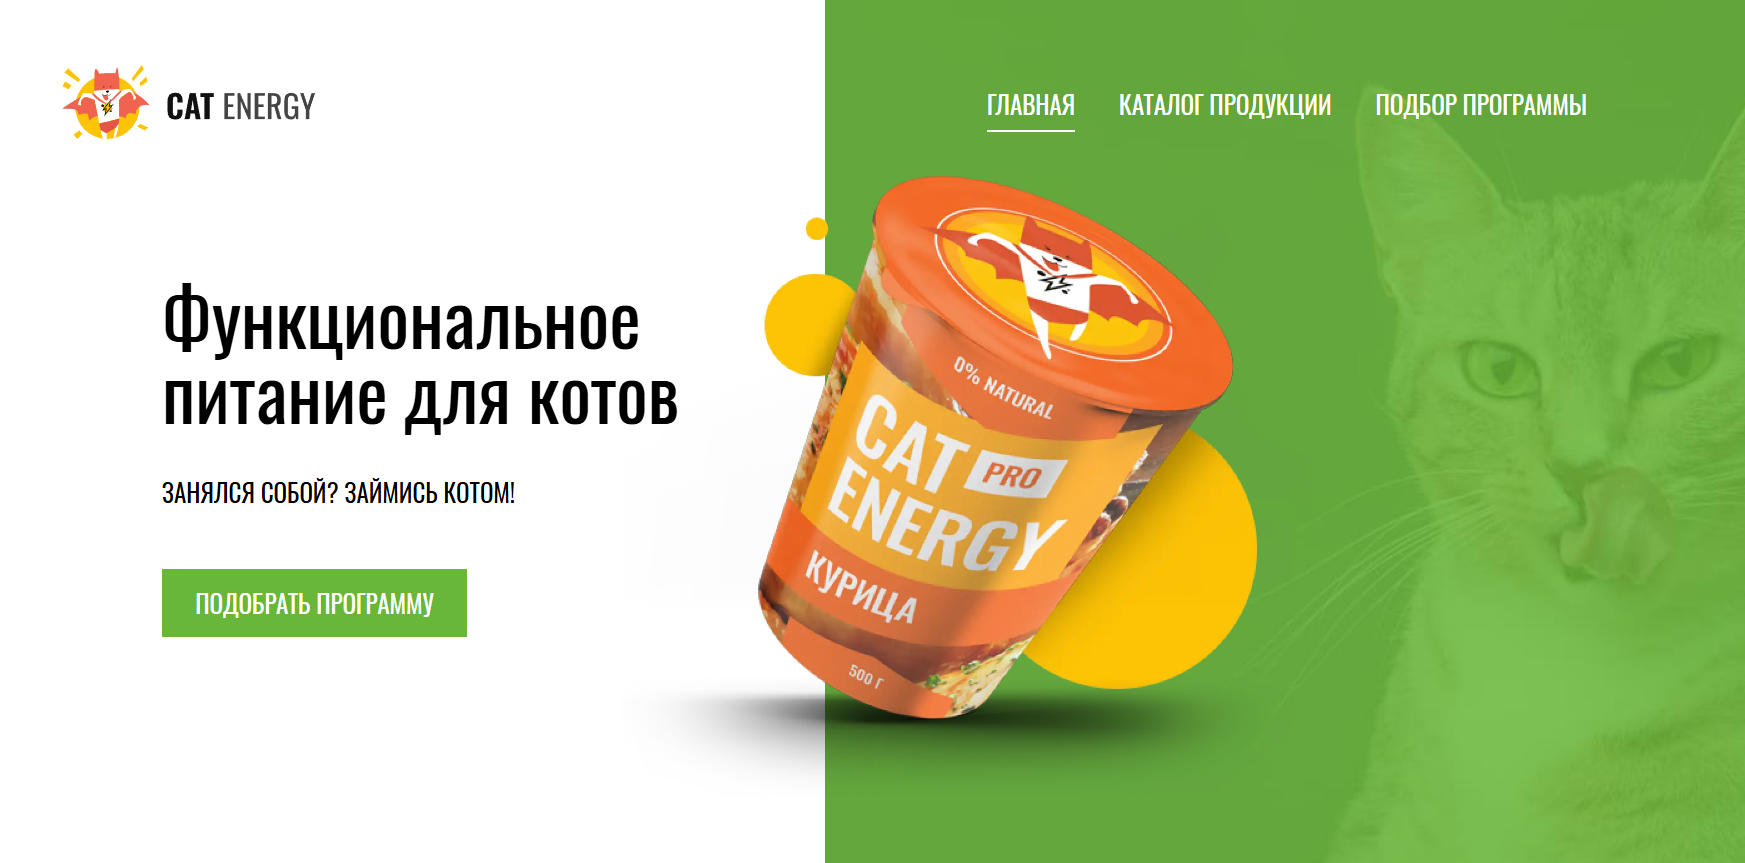 CAT ENERGY
ГЛАВНАЯ
КАТАЛОГ ПРОДУКЦИИ
ПОДБОР ПРОГРАММЫ
Функциональное
питание для котов
ЗАНЯЛСЯ СОБОЙ? ЗАЙМИСЬ КОТОМ!
ПОДОБРАТЬ ПРОГРАММУ
0% NATURAL
CAT PRO
ENERGY
КУРИЦА
500 Г